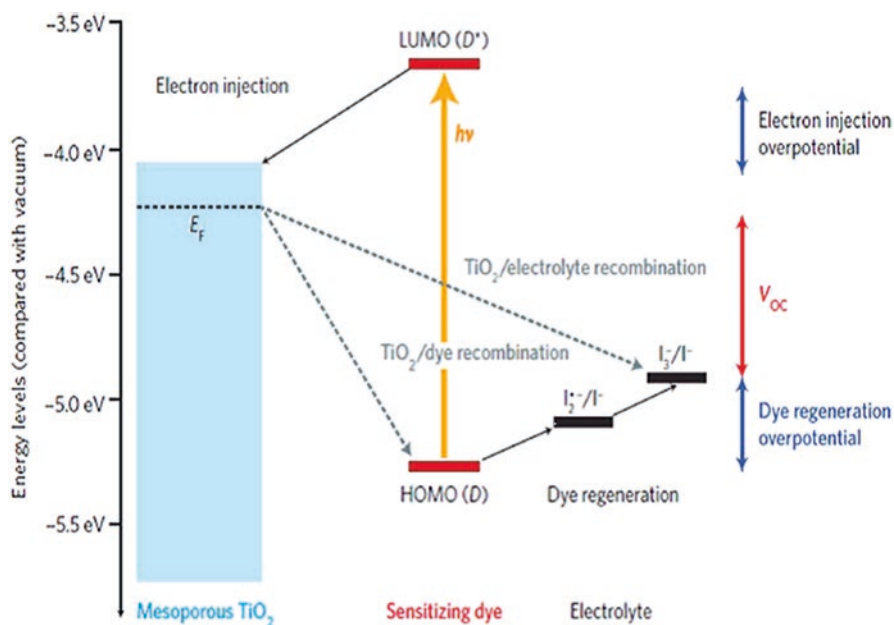 Energy levels (compared with vacuum)
–3.5 eV
–4.0 eV
–4.5 eV
–5.0 eV
–5.5 eV
LUMO (D*)
Electron injection
hν
Electron injection
overpotential
E_F
TiO₂/electrolyte recombination
V_OC
TiO₂/dye recombination
I₃⁻/I⁻
I₂•⁻/I⁻
Dye regeneration
overpotential
HOMO (D)
Dye regeneration
Mesoporous TiO₂
Sensitizing dye
Electrolyte